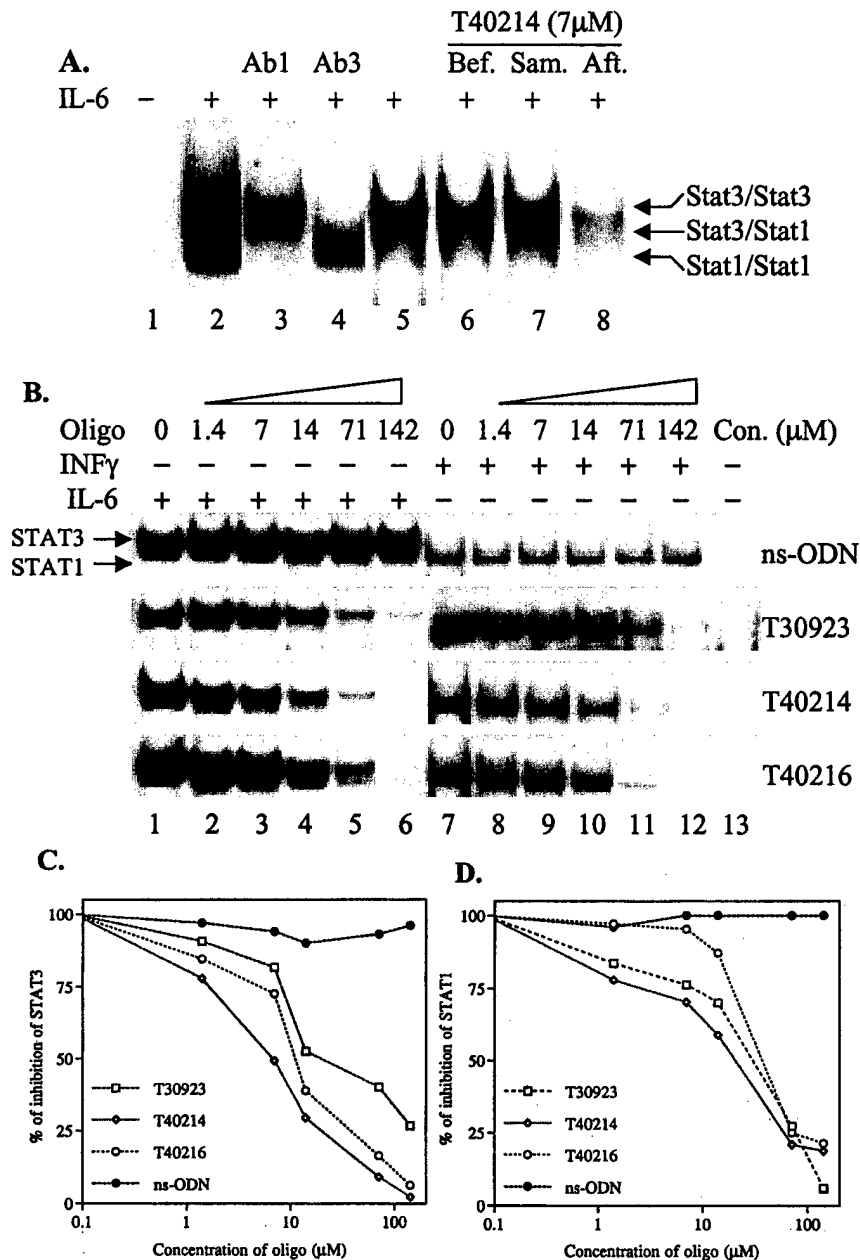 T40214 (7μM)
A. Ab1 Ab3 Bef. Sam. Aft.
IL-6 − + + + + + + +
Stat3/Stat3
Stat3/Stat1
Stat1/Stat1
1 2 3 4 5 6 7 8
B.
Oligo 0 1.4 7 14 71 142 0 1.4 7 14 71 142 Con. (μM)
INFγ − − − − − − + + + + + + −
IL-6 + + + + + + − − − − − − −
STAT3
STAT1
ns-ODN
T30923
T40214
T40216
1 2 3 4 5 6 7 8 9 10 11 12 13
C.
% of inhibition of STAT3
100
75
50
25
0
T30923
T40214
T40216
ns-ODN
0.1 1 10 100
Concentration of oligo (μM)
D.
% of inhibition of STAT1
100
75
50
25
0
T30923
T40214
T40216
ns-ODN
0.1 1 10 100
Concentration of oligo (μM)